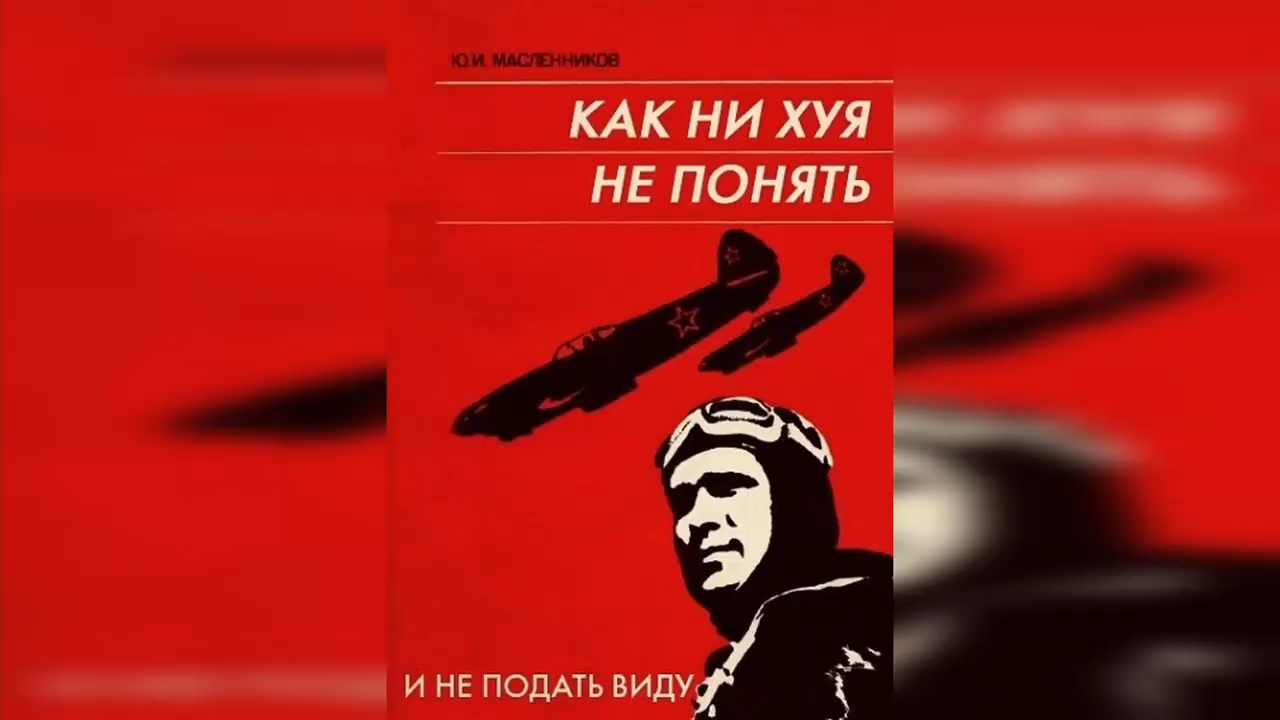 Ю.И. МАСЛЕННИКОВ
КАК НИ ХУЯ
НЕ ПОНЯТЬ
И НЕ ПОДАТЬ ВИДУ